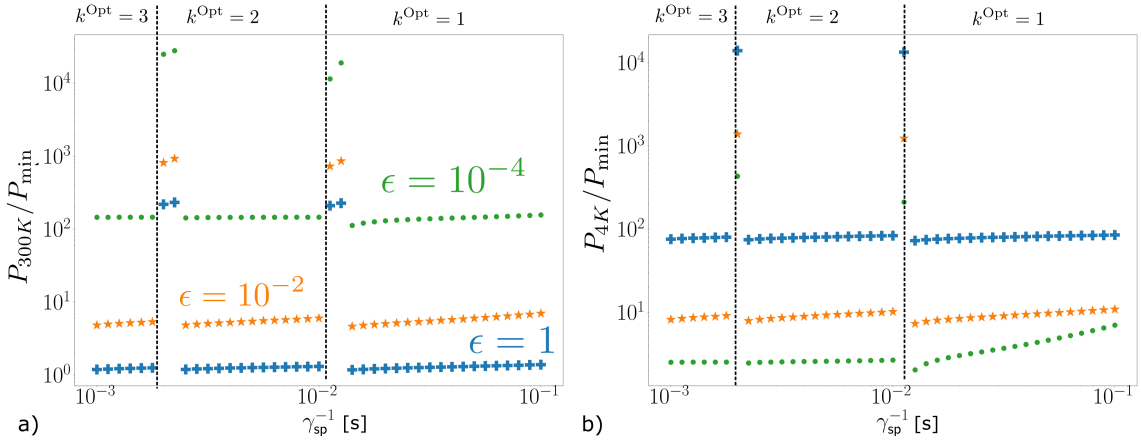 k^Opt = 3 k^Opt = 2 k^Opt = 1
10^4
10^3
10^2
10^1
10^0
P_300K/P_min
ϵ = 10^−4
ϵ = 10^−2
ϵ = 1
10^−3 10^−2 10^−1
γ_sp^−1 [s]
a)
k^Opt = 3 k^Opt = 2 k^Opt = 1
10^4
10^3
10^2
10^1
P_4K/P_min
10^−3 10^−2 10^−1
γ_sp^−1 [s]
b)